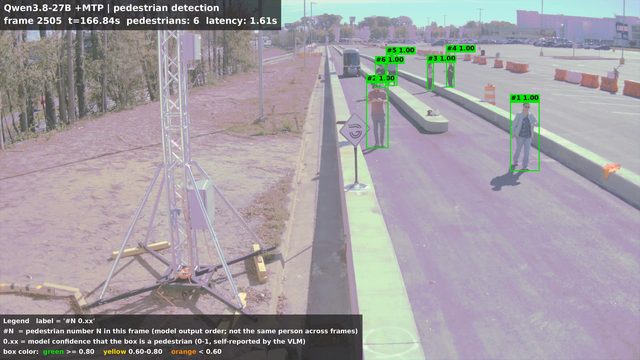 Qwen3.8-27B +MTP | pedestrian detection
frame 2505 t=166.84s pedestrians: 6 latency: 1.61s
#5 1.00
#4 1.00
#6 1.00
#3 1.00
#2 1.00
#1 1.00
Legend label = '#N 0.xx'
#N = pedestrian number N in this frame (model output order; not the same person across frames)
0.xx = model confidence that the box is a pedestrian (0-1, self-reported by the VLM)
box color: green >= 0.80 yellow 0.60-0.80 orange < 0.60